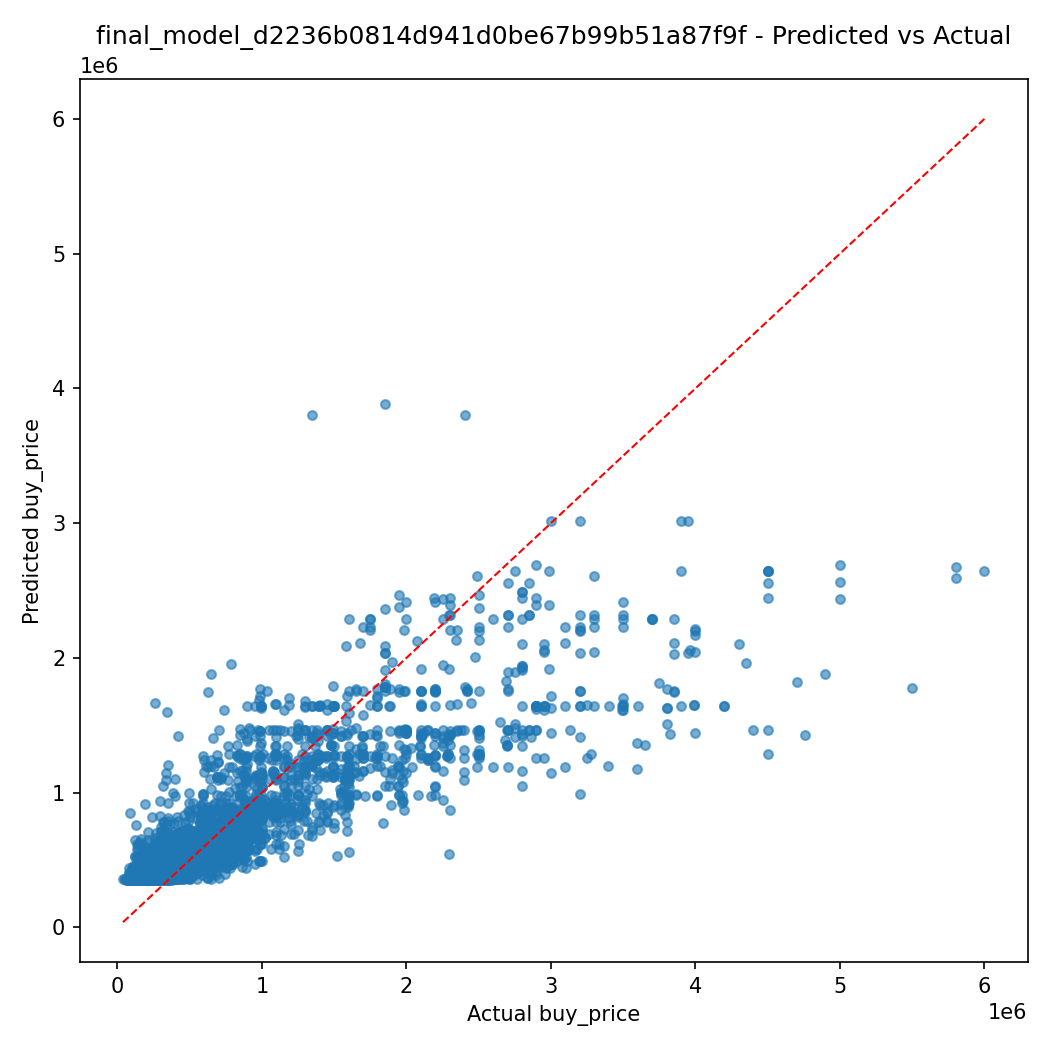 final_model_d2236b0814d941d0be67b99b51a87f9f - Predicted vs Actual
1e6
6
5
4
3
2
1
0
Predicted buy_price
0 1 2 3 4 5 6
1e6
Actual buy_price